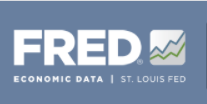 FRED®
ECONOMIC DATA | ST. LOUIS FED